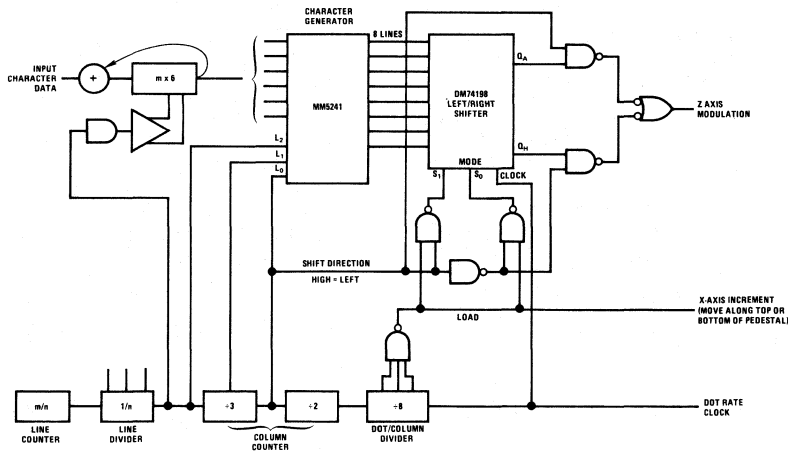 CHARACTER
GENERATOR
INPUT
CHARACTER
DATA
+
m x 6
8 LINES
MM5241
DM74198
LEFT/RIGHT
SHIFTER
QA
QH
MODE
S1
S0
CLOCK
Z AXIS
MODULATION
L2
L1
L0
SHIFT DIRECTION
HIGH = LEFT
LOAD
X-AXIS INCREMENT
(MOVE ALONG TOP OR
BOTTOM OF PEDESTAL)
m/n
1/n
÷3
÷2
÷8
DOT RATE
CLOCK
LINE
COUNTER
LINE
DIVIDER
COLUMN
COUNTER
DOT/COLUMN
DIVIDER